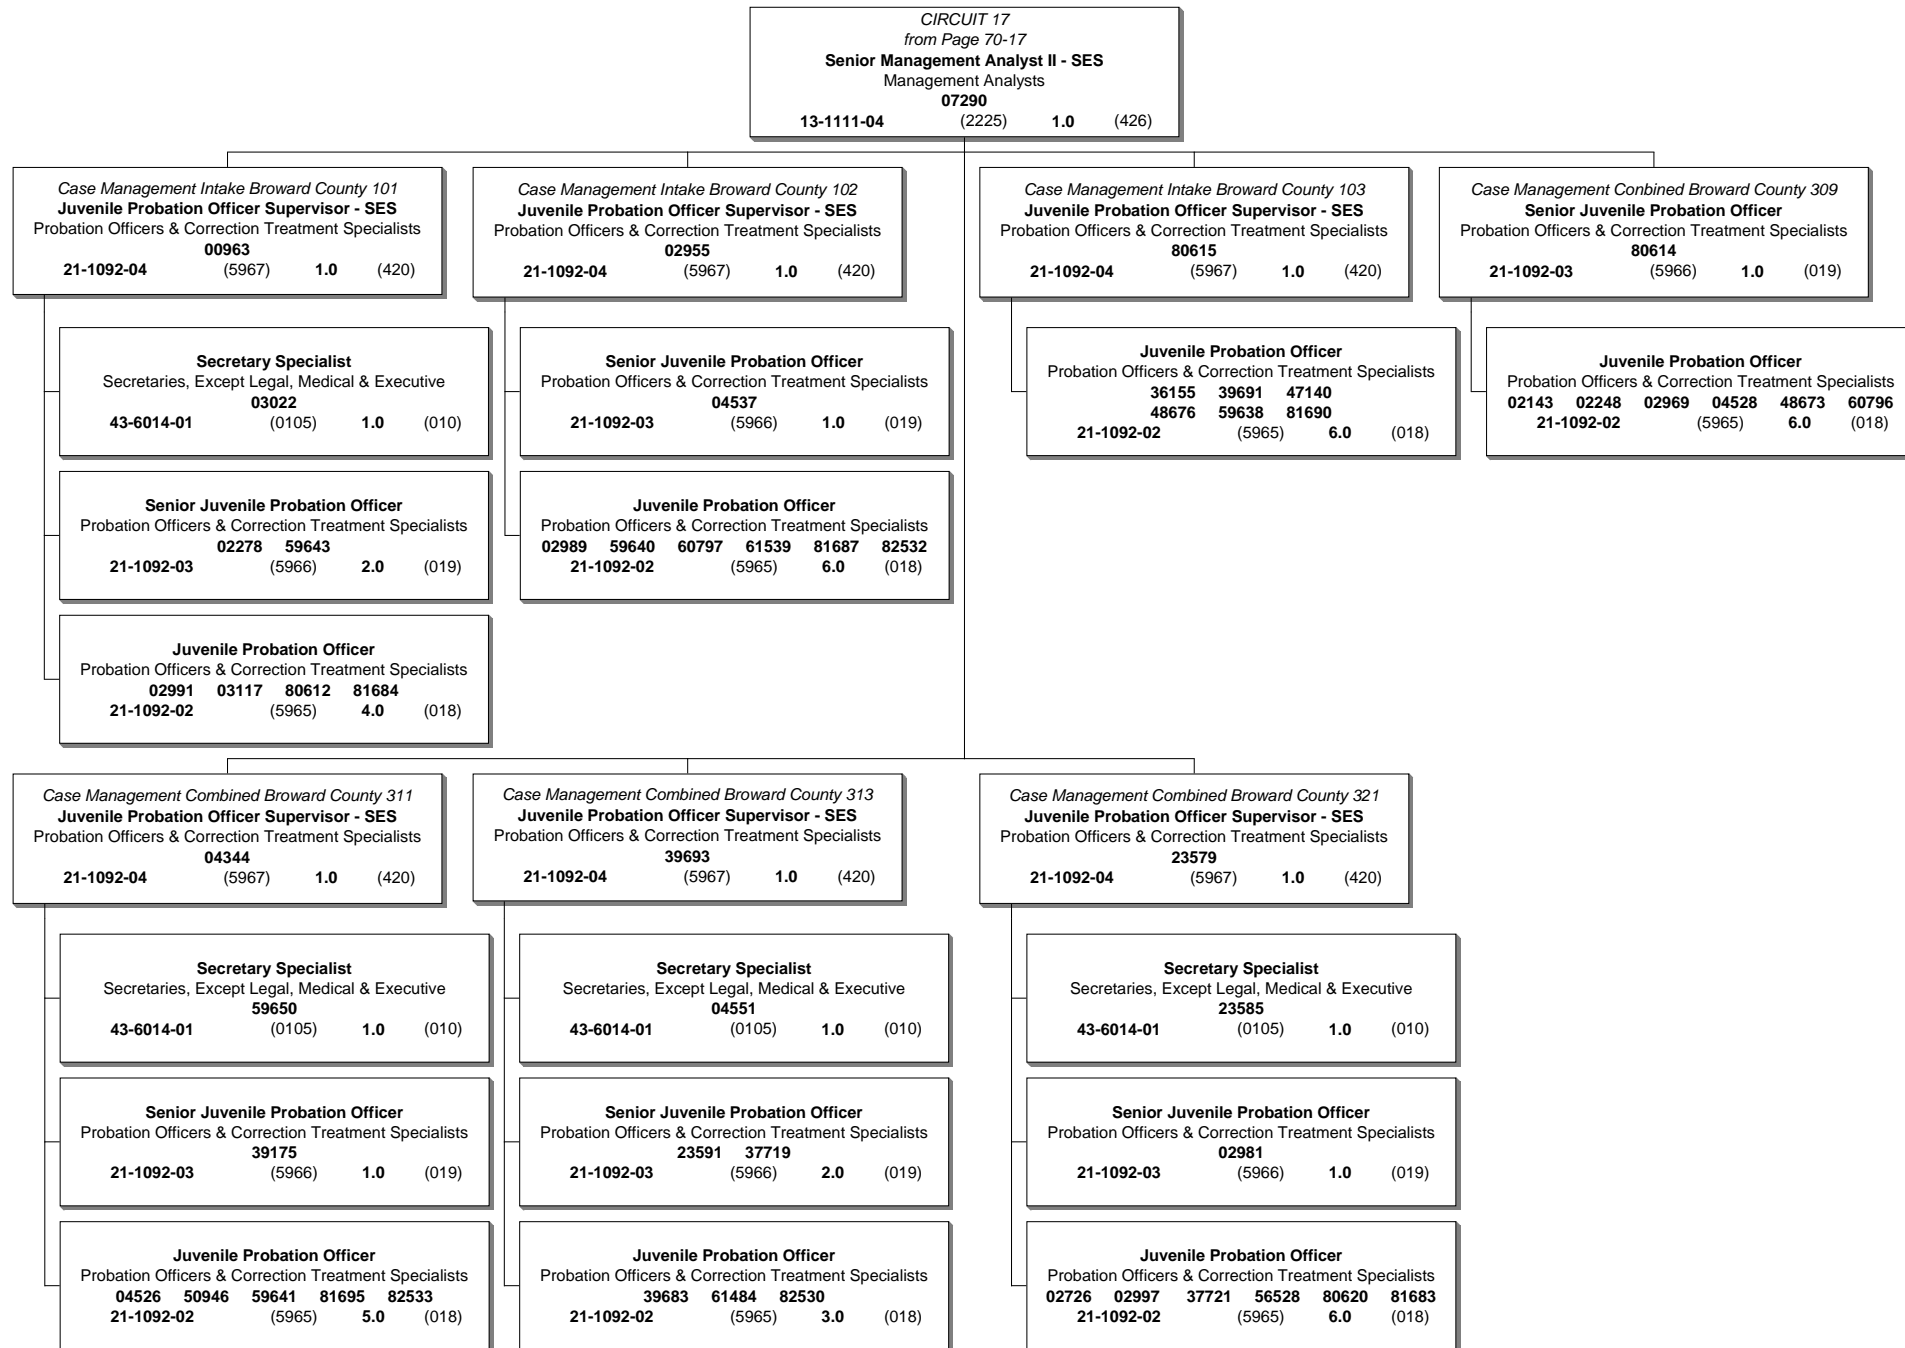 CIRCUIT 17
from Page 70-17
Senior Management Analyst II - SES
Management Analysts
07290
13-1111-04 (2225) 1.0 (426)
Case Management Intake Broward County 101
Juvenile Probation Officer Supervisor - SES
Probation Officers & Correction Treatment Specialists
00963
21-1092-04 (5967) 1.0 (420)
Case Management Intake Broward County 102
Juvenile Probation Officer Supervisor - SES
Probation Officers & Correction Treatment Specialists
02955
21-1092-04 (5967) 1.0 (420)
Case Management Intake Broward County 103
Juvenile Probation Officer Supervisor - SES
Probation Officers & Correction Treatment Specialists
80615
21-1092-04 (5967) 1.0 (420)
Case Management Combined Broward County 309
Senior Juvenile Probation Officer
Probation Officers & Correction Treatment Specialists
80614
21-1092-03 (5966) 1.0 (019)
Secretary Specialist
Secretaries, Except Legal, Medical & Executive
03022
43-6014-01 (0105) 1.0 (010)
Senior Juvenile Probation Officer
Probation Officers & Correction Treatment Specialists
04537
21-1092-03 (5966) 1.0 (019)
Juvenile Probation Officer
Probation Officers & Correction Treatment Specialists
36155 39691 47140
48676 59638 81690
21-1092-02 (5965) 6.0 (018)
Juvenile Probation Officer
Probation Officers & Correction Treatment Specialists
02143 02248 02969 04528 48673 60796
21-1092-02 (5965) 6.0 (018)
Senior Juvenile Probation Officer
Probation Officers & Correction Treatment Specialists
02278 59643
21-1092-03 (5966) 2.0 (019)
Juvenile Probation Officer
Probation Officers & Correction Treatment Specialists
02989 59640 60797 61539 81687 82532
21-1092-02 (5965) 6.0 (018)
Juvenile Probation Officer
Probation Officers & Correction Treatment Specialists
02991 03117 80612 81684
21-1092-02 (5965) 4.0 (018)
Case Management Combined Broward County 311
Juvenile Probation Officer Supervisor - SES
Probation Officers & Correction Treatment Specialists
04344
21-1092-04 (5967) 1.0 (420)
Case Management Combined Broward County 313
Juvenile Probation Officer Supervisor - SES
Probation Officers & Correction Treatment Specialists
39693
21-1092-04 (5967) 1.0 (420)
Case Management Combined Broward County 321
Juvenile Probation Officer Supervisor - SES
Probation Officers & Correction Treatment Specialists
23579
21-1092-04 (5967) 1.0 (420)
Secretary Specialist
Secretaries, Except Legal, Medical & Executive
59650
43-6014-01 (0105) 1.0 (010)
Secretary Specialist
Secretaries, Except Legal, Medical & Executive
04551
43-6014-01 (0105) 1.0 (010)
Secretary Specialist
Secretaries, Except Legal, Medical & Executive
23585
43-6014-01 (0105) 1.0 (010)
Senior Juvenile Probation Officer
Probation Officers & Correction Treatment Specialists
39175
21-1092-03 (5966) 1.0 (019)
Senior Juvenile Probation Officer
Probation Officers & Correction Treatment Specialists
23591 37719
21-1092-03 (5966) 2.0 (019)
Senior Juvenile Probation Officer
Probation Officers & Correction Treatment Specialists
02981
21-1092-03 (5966) 1.0 (019)
Juvenile Probation Officer
Probation Officers & Correction Treatment Specialists
04526 50946 59641 81695 82533
21-1092-02 (5965) 5.0 (018)
Juvenile Probation Officer
Probation Officers & Correction Treatment Specialists
39683 61484 82530
21-1092-02 (5965) 3.0 (018)
Juvenile Probation Officer
Probation Officers & Correction Treatment Specialists
02726 02997 37721 56528 80620 81683
21-1092-02 (5965) 6.0 (018)